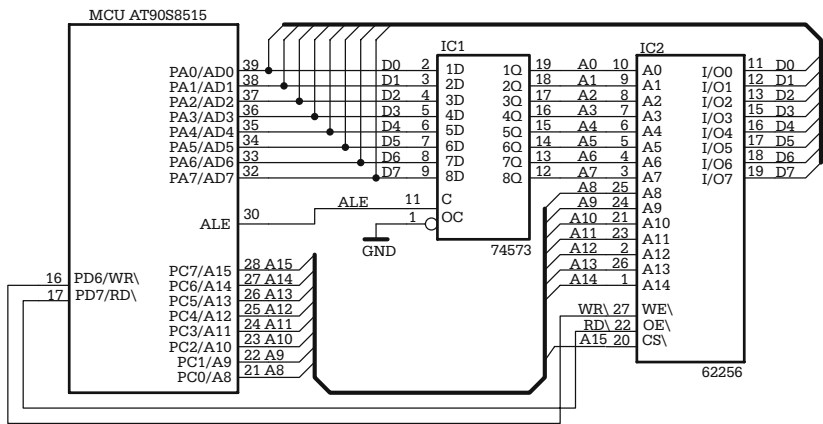 MCU AT90S8515
IC1
IC2
PA0/AD0 39 D0 2 1D 1Q 19 A0 10 A0 I/O0 11 D0
PA1/AD1 38 D1 3 2D 2Q 18 A1 9 A1 I/O1 12 D1
PA2/AD2 37 D2 4 3D 3Q 17 A2 8 A2 I/O2 13 D2
PA3/AD3 36 D3 5 4D 4Q 16 A3 7 A3 I/O3 15 D3
PA4/AD4 35 D4 6 5D 5Q 15 A4 6 A4 I/O4 16 D4
PA5/AD5 34 D5 7 6D 6Q 14 A5 5 A5 I/O5 17 D5
PA6/AD6 33 D6 8 7D 7Q 13 A6 4 A6 I/O6 18 D6
PA7/AD7 32 D7 9 8D 8Q 12 A7 3 A7 I/O7 19 D7
A8 25 A8
ALE 30 ALE 11 C A9 24 A9
1 OC A10 21 A10
GND 74573 A11 23 A11
A12 2 A12
PC7/A15 28 A15 A13 26 A13
16 PD6/WR\ PC6/A14 27 A14 A14 1 A14
17 PD7/RD\ PC5/A13 26 A13
PC4/A12 25 A12 WR\ 27 WE\
PC3/A11 24 A11 RD\ 22 OE\
PC2/A10 23 A10 A15 20 CS\
PC1/A9 22 A9
PC0/A8 21 A8 62256